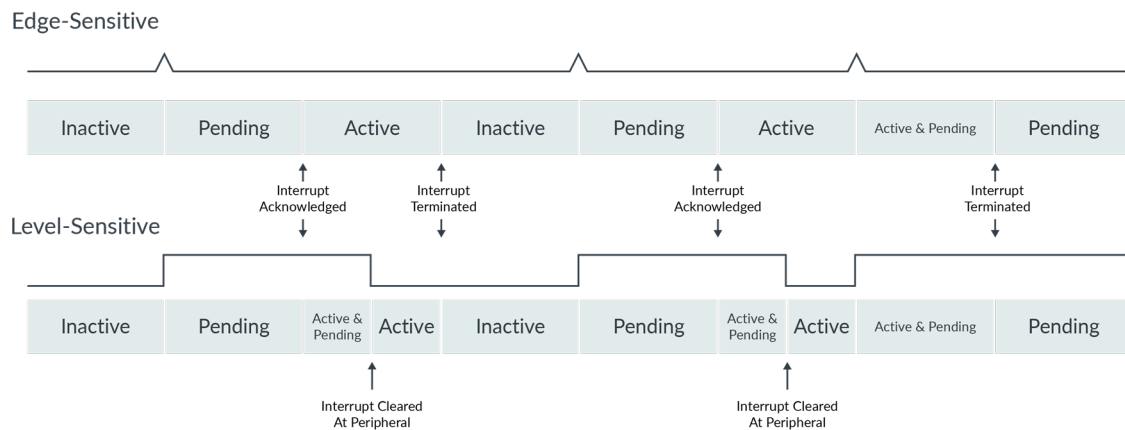 Edge-Sensitive
Inactive
Pending
Active
Inactive
Pending
Active
Active & Pending
Pending
Interrupt
Acknowledged
Interrupt
Terminated
Interrupt
Acknowledged
Interrupt
Terminated
Level-Sensitive
Inactive
Pending
Active &
Pending
Active
Inactive
Pending
Active &
Pending
Active
Active & Pending
Pending
Interrupt Cleared
At Peripheral
Interrupt Cleared
At Peripheral